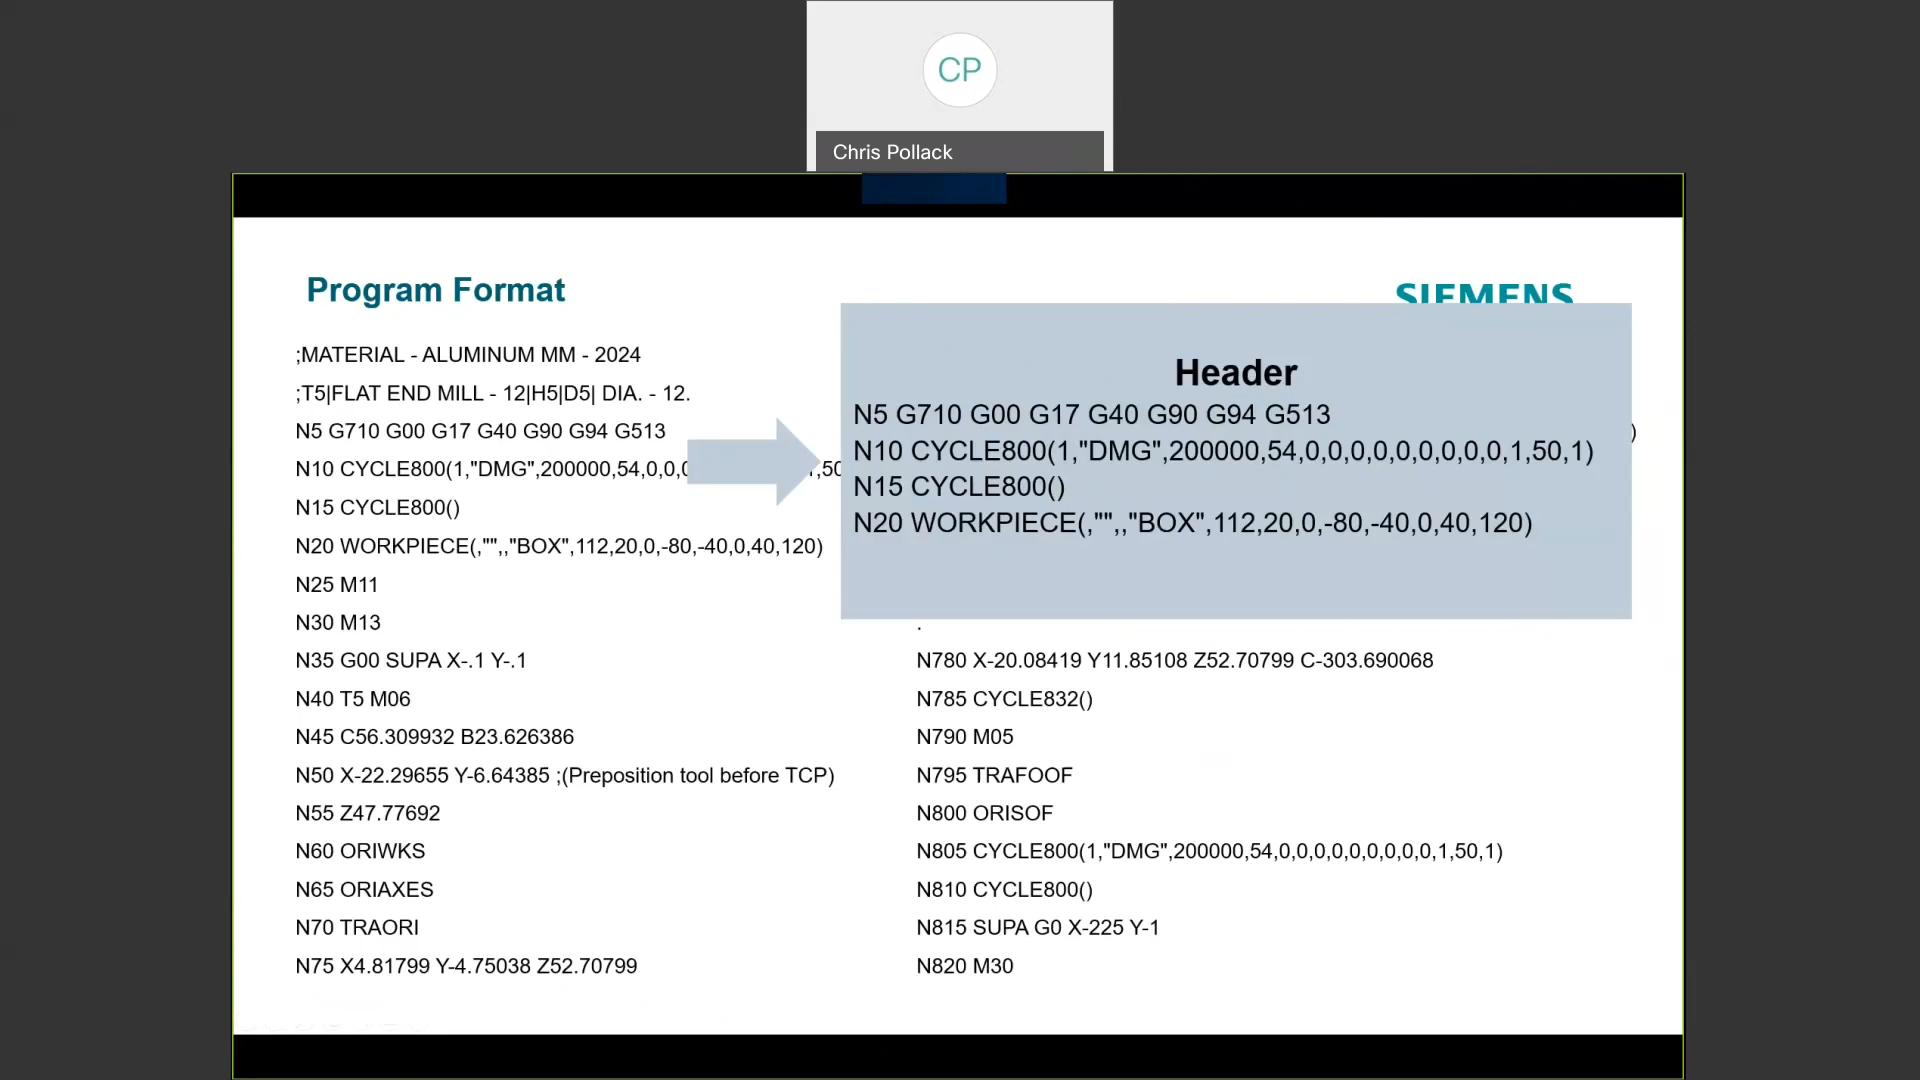 CP
Chris Pollack
Program Format
SIEMENS
;MATERIAL - ALUMINUM MM - 2024
;T5|FLAT END MILL - 12|H5|D5| DIA. - 12.
N5 G710 G00 G17 G40 G90 G94 G513
N10 CYCLE800(1,"DMG",200000,54,0,0,0
,50
N15 CYCLE800()
N20 WORKPIECE(,"",,"BOX",112,20,0,-80,-40,0,40,120)
N25 M11
N30 M13
N35 G00 SUPA X-.1 Y-.1
N40 T5 M06
N45 C56.309932 B23.626386
N50 X-22.29655 Y-6.64385 ;(Preposition tool before TCP)
N55 Z47.77692
N60 ORIWKS
N65 ORIAXES
N70 TRAORI
N75 X4.81799 Y-4.75038 Z52.70799
Header
N5 G710 G00 G17 G40 G90 G94 G513
N10 CYCLE800(1,"DMG",200000,54,0,0,0,0,0,0,0,0,0,1,50,1)
N15 CYCLE800()
N20 WORKPIECE(,"",,"BOX",112,20,0,-80,-40,0,40,120)
)
.
N780 X-20.08419 Y11.85108 Z52.70799 C-303.690068
N785 CYCLE832()
N790 M05
N795 TRAFOOF
N800 ORISOF
N805 CYCLE800(1,"DMG",200000,54,0,0,0,0,0,0,0,0,0,1,50,1)
N810 CYCLE800()
N815 SUPA G0 X-225 Y-1
N820 M30